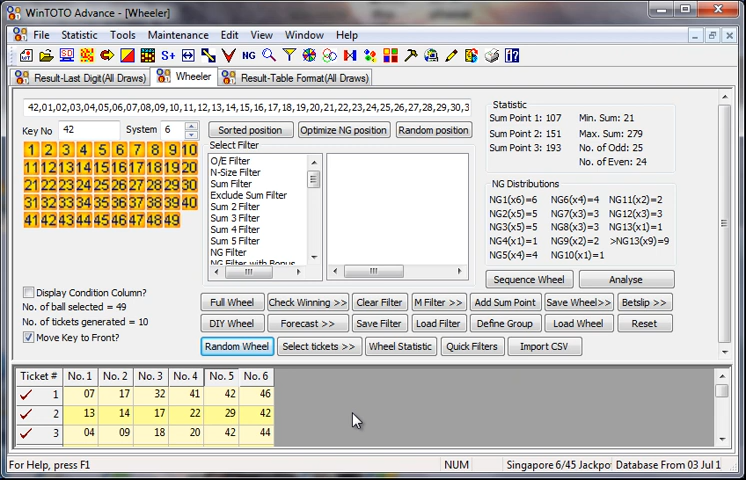 WinTOTO Advance - [Wheeler]
File Statistic Tools Maintenance Edit View Window Help
S+ NG
Result-Last Digit(All Draws) Wheeler Result-Table Format(All Draws)
42,01,02,03,04,05,06,07,08,09,10,11,12,13,14,15,16,17,18,19,20,21,22,23,24,25,26,27,28,29,30,3
Key No 42 System 6
Sorted position Optimize NG position Random position
Select Filter
1 2 3 4 5 6 7 8 9 10
11 12 13 14 15 16 17 18 19 20
21 22 23 24 25 26 27 28 29 30
31 32 33 34 35 36 37 38 39 40
41 42 43 44 45 46 47 48 49
O/E Filter
N-Size Filter
Sum Filter
Exclude Sum Filter
Sum 2 Filter
Sum 3 Filter
Sum 4 Filter
Sum 5 Filter
NG Filter
NG Filter with Bonus
Statistic
Sum Point 1: 107 Min. Sum: 21
Sum Point 2: 151 Max. Sum: 279
Sum Point 3: 193 No. of Odd: 25
No. of Even: 24
NG Distributions
NG1(x6)=6 NG6(x4)=4 NG11(x2)=2
NG2(x5)=5 NG7(x3)=3 NG12(x3)=3
NG3(x5)=5 NG8(x3)=3 NG13(x1)=1
NG4(x1)=1 NG9(x2)=2 >NG13(x9)=9
NG5(x4)=4 NG10(x1)=1
Sequence Wheel Analyse
Display Condition Column?
No. of ball selected = 49
No. of tickets generated = 10
Move Key to Front?
Full Wheel Check Winning >> Clear Filter M Filter >> Add Sum Point Save Wheel>> Betslip >>
DIY Wheel Forecast >> Save Filter Load Filter Define Group Load Wheel Reset
Random Wheel Select tickets >> Wheel Statistic Quick Filters Import CSV
Ticket # No. 1 No. 2 No. 3 No. 4 No. 5 No. 6
1 07 17 32 41 42 46
2 13 14 17 22 29 42
3 04 09 18 20 42 44
For Help, press F1 NUM Singapore 6/45 Jackpo Database From 03 Jul 1